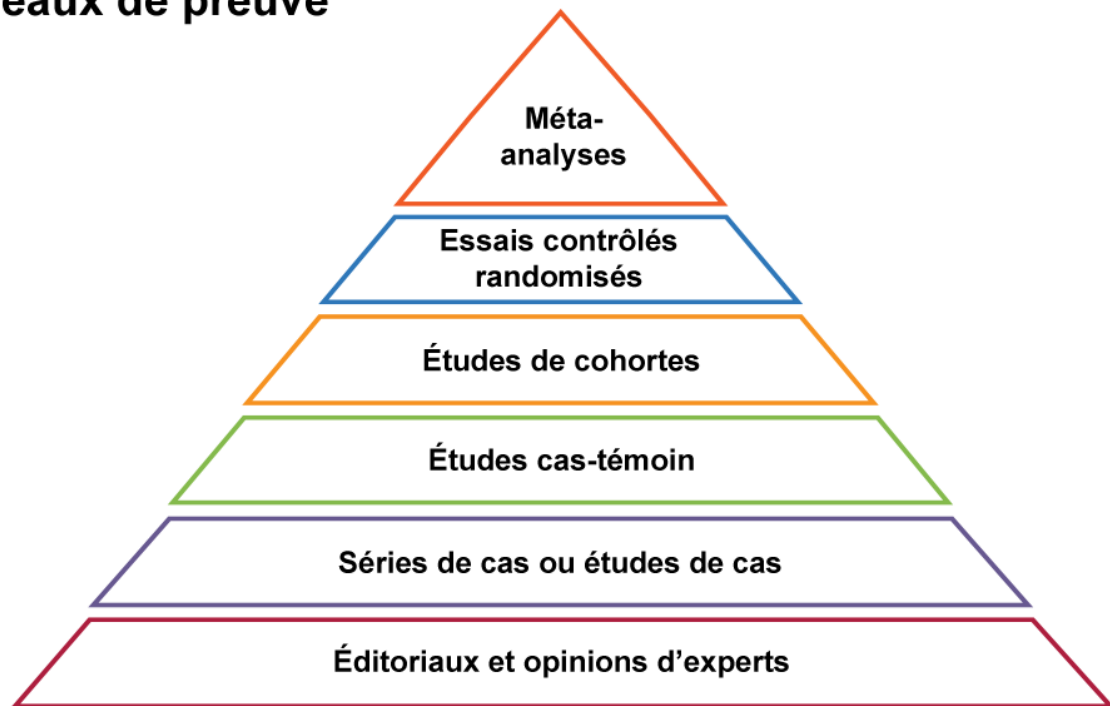 eaux de preuve
Méta-
analyses
Essais contrôlés
randomisés
Études de cohortes
Études cas-témoin
Séries de cas ou études de cas
Éditoriaux et opinions d’experts